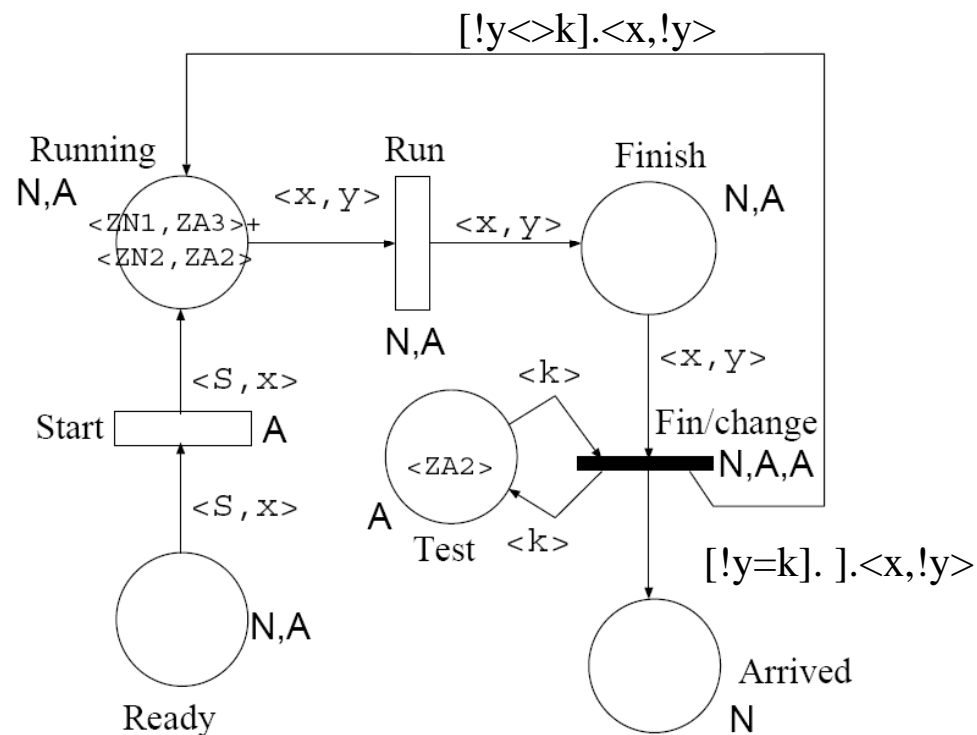 [!y<>k].<x,!y>
Running
Run
Finish
N,A
<x,y>
<x,y>
N,A
<ZN1,ZA3>+
<ZN2,ZA2>
N,A
<x,y>
<k>
<S,x>
Start
A
Fin/change
N,A,A
<ZA2>
<S,x>
A
Test
<k>
[!y=k]. ].<x,!y>
N,A
Arrived
N
Ready